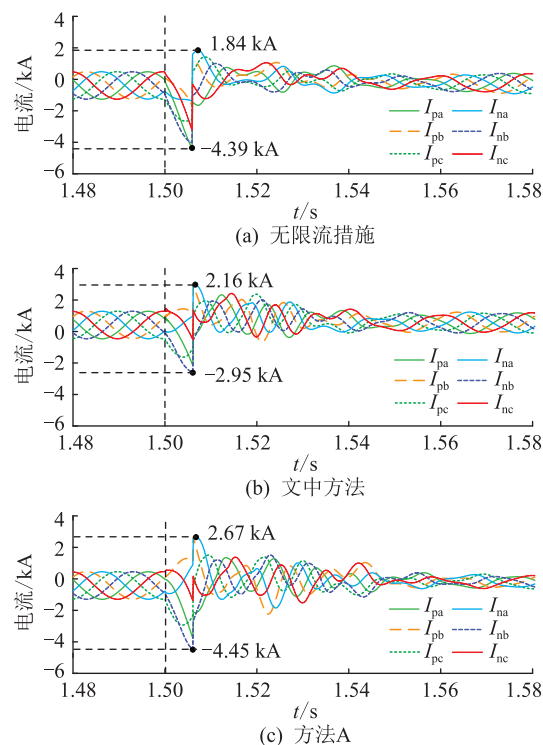 4
1.84 kA
2
0
电流/kA
−2
Ipa Ina
Ipb Inb
−4
−4.39 kA
Ipc Inc
−6
1.48 1.50 1.52 1.54 1.56 1.58
t/s
(a) 无限流措施
4
2.16 kA
2
0
电流/kA
−2
Ipa Ina
−2.95 kA
Ipb Inb
−4
Ipc Inc
−6
1.48 1.50 1.52 1.54 1.56 1.58
t/s
(b) 文中方法
4
2.67 kA
2
0
电流/kA
−2
Ipa Ina
Ipb Inb
−4
−4.45 kA
Ipc Inc
−6
1.48 1.50 1.52 1.54 1.56 1.58
t/s
(c) 方法A